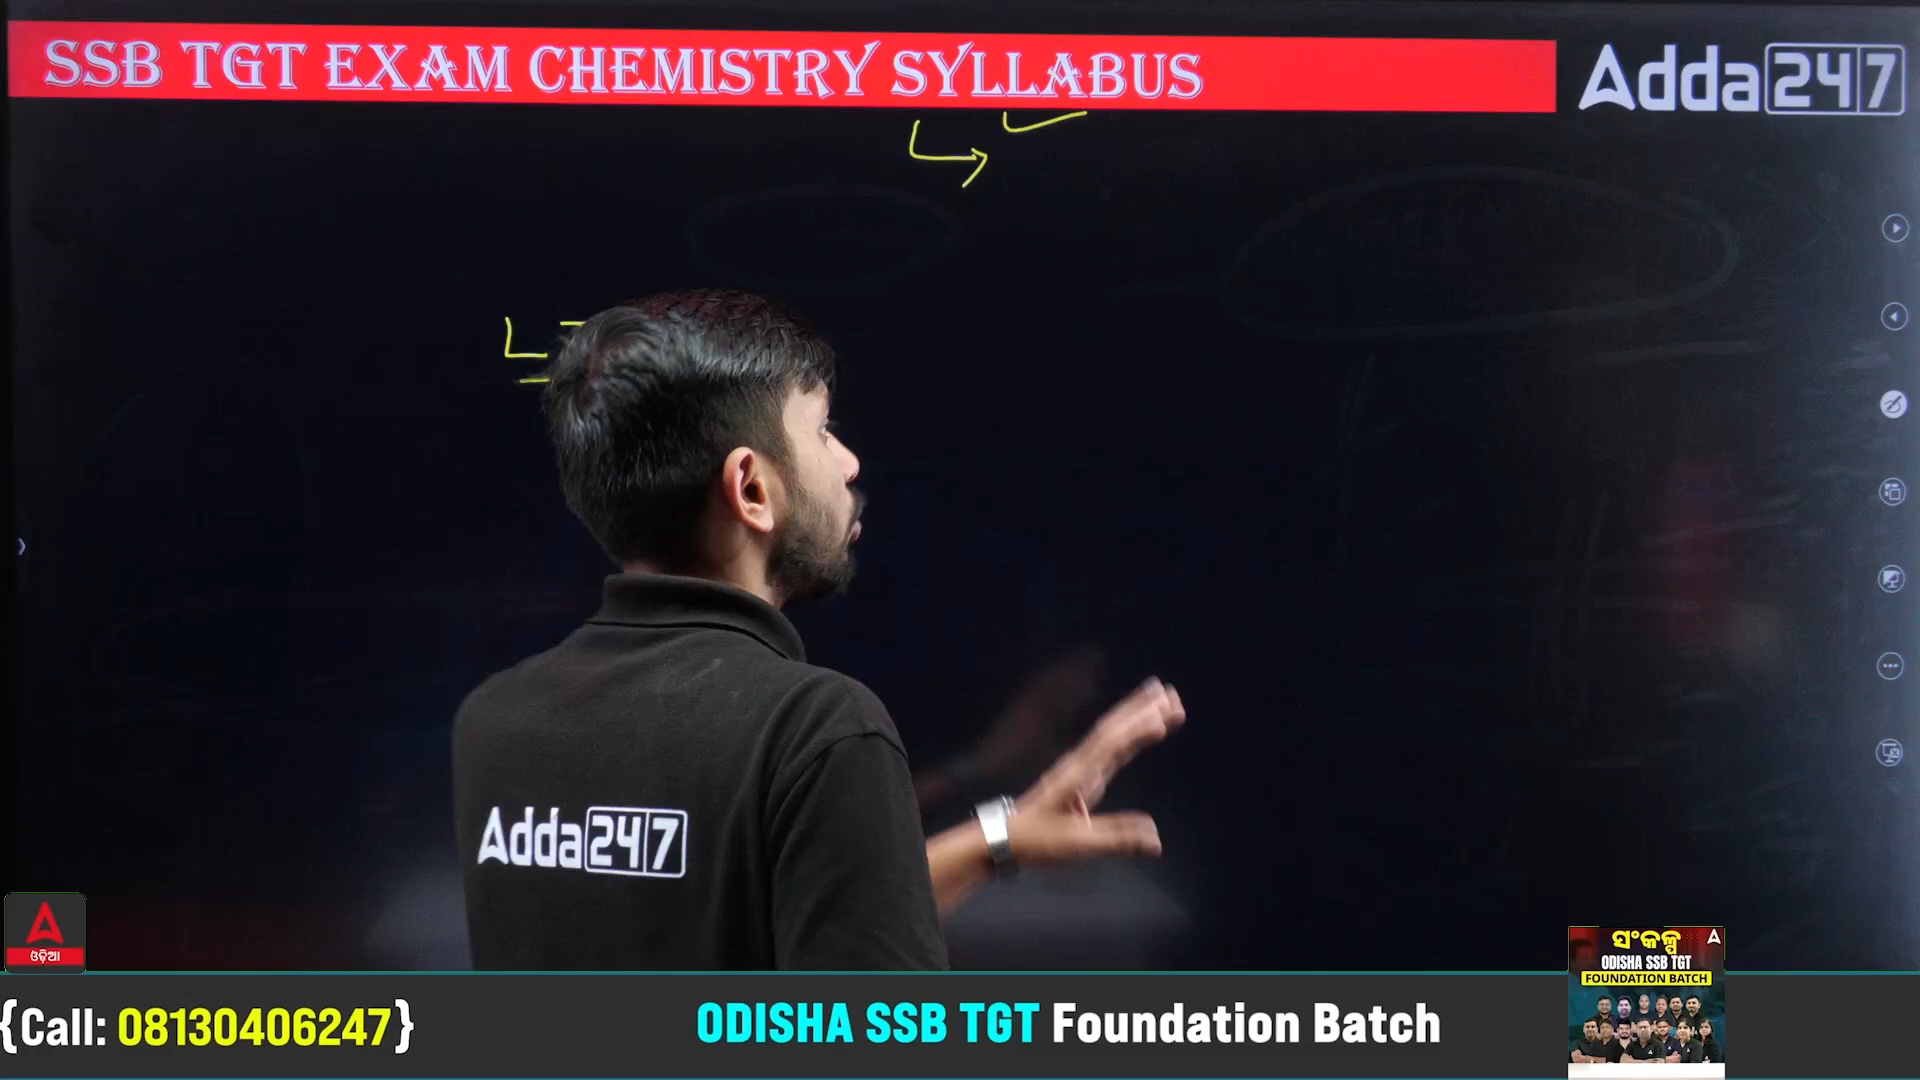 SSB TGT EXAM CHEMISTRY SYLLABUS
Adda247
Adda247
ଓଡ଼ିଆ
ସଂକଳ୍ପ
ODISHA SSB TGT
FOUNDATION BATCH
{Call: 08130406247}
ODISHA SSB TGT Foundation Batch